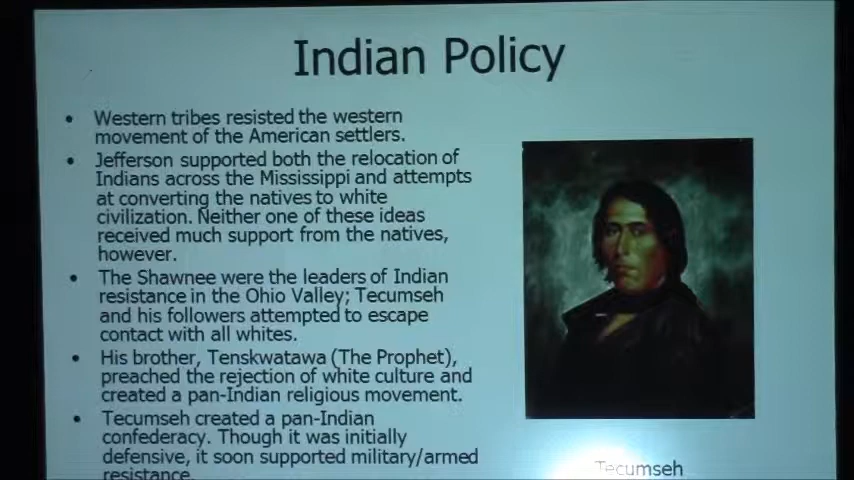 Indian Policy
• Western tribes resisted the western
movement of the American settlers.
• Jefferson supported both the relocation of
Indians across the Mississippi and attempts
at converting the natives to white
civilization. Neither one of these ideas
received much support from the natives,
however.
• The Shawnee were the leaders of Indian
resistance in the Ohio Valley; Tecumseh
and his followers attempted to escape
contact with all whites.
• His brother, Tenskwatawa (The Prophet),
preached the rejection of white culture and
created a pan-Indian religious movement.
• Tecumseh created a pan-Indian
confederacy. Though it was initially
defensive, it soon supported military/armed
resistance.
Tecumseh